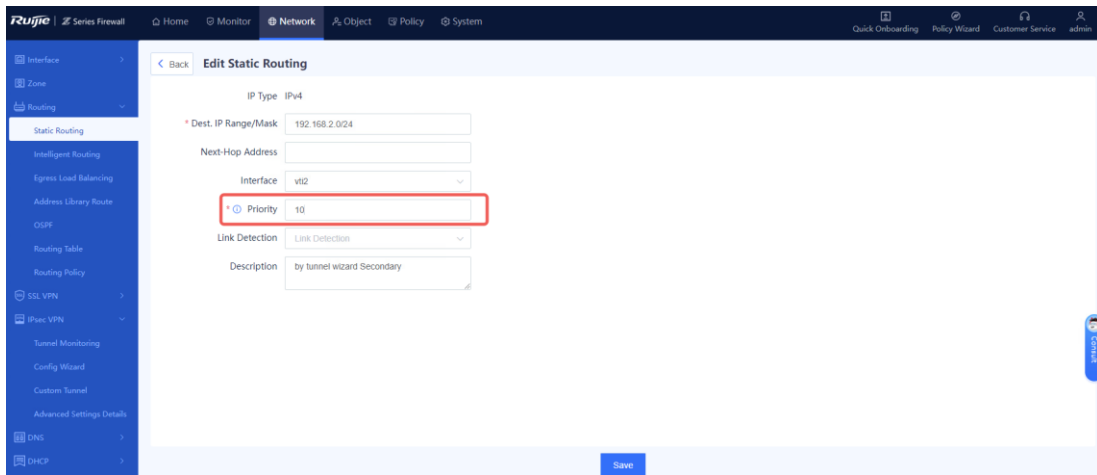 Ruijie | Z Series Firewall
Home Monitor Network Object Policy System
Quick Onboarding Policy Wizard Customer Service admin
Interface
Zone
Routing
Static Routing
Intelligent Routing
Egress Load Balancing
Address Library Route
OSPF
Routing Table
Routing Policy
SSL VPN
IPsec VPN
Tunnel Monitoring
Config Wizard
Custom Tunnel
Advanced Settings Details
DNS
DHCP
< Back Edit Static Routing
IP Type IPv4
* Dest. IP Range/Mask 192.168.2.0/24
Next-Hop Address
Interface vti2
* Priority 10
Link Detection Link Detection
Description by tunnel wizard Secondary
Save
Consult